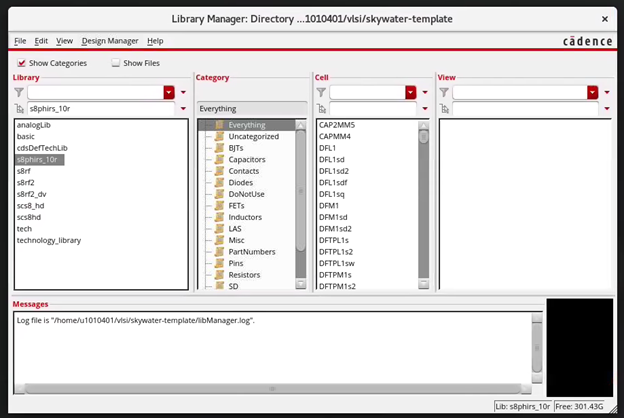 Library Manager: Directory ...1010401/vlsi/skywater-template
File Edit View Design Manager Help
cādence
Show Categories Show Files
Library
s8phirs_10r
analogLib
basic
cdsDefTechLib
s8phirs_10r
s8rf
s8rf2
s8rf2_dv
scs8_hd
scs8hd
tech
technology_library
Category
Everything
Everything
Uncategorized
BJTs
Capacitors
Contacts
Diodes
DoNotUse
FETs
Inductors
LAS
Misc
PartNumbers
Pins
Resistors
SD
Cell
CAP2MM5
CAPMM4
DFL1
DFL1sd
DFL1sd2
DFL1sdf
DFL1sq
DFM1
DFM1sd
DFM1sd2
DFTPL1s
DFTPL1s2
DFTPL1sw
DFTPM1s
DFTPM1s2
View
Messages
Log file is "/home/u1010401/vlsi/skywater-template/libManager.log".
Lib: s8phirs_10r Free: 301.43G